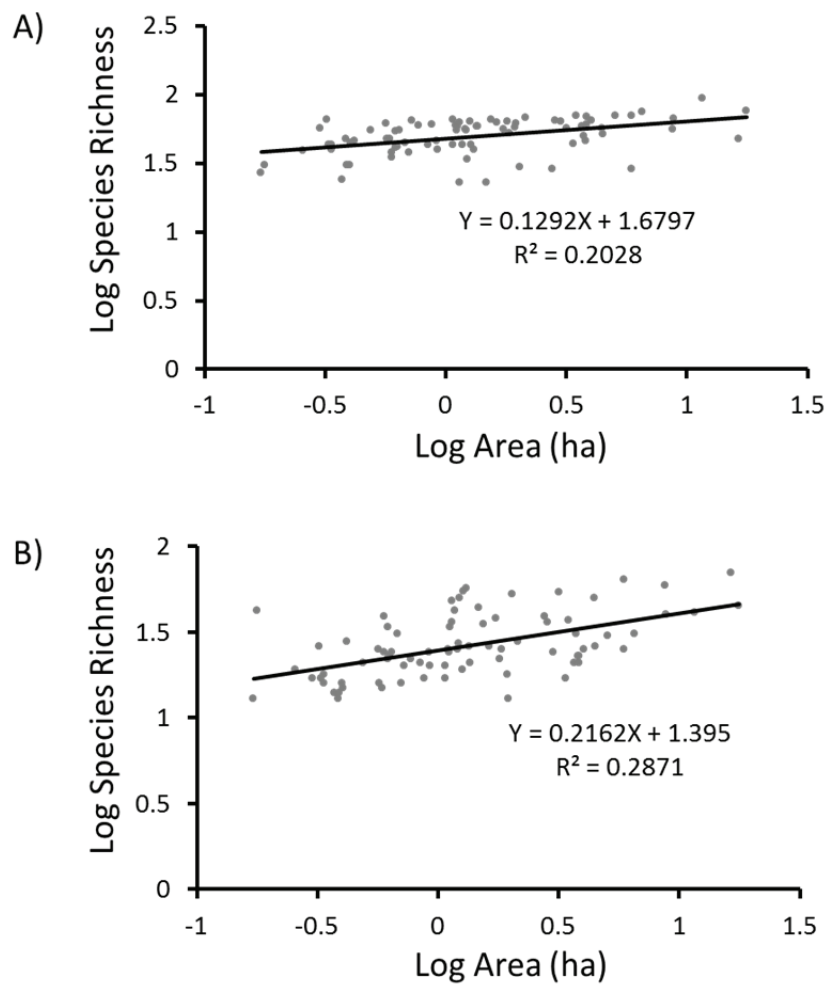 A)
Log Species Richness
2.5
2
1.5
1
0.5
0
Y = 0.1292X + 1.6797
R² = 0.2028
-1 -0.5 0 0.5 1 1.5
Log Area (ha)
B)
Log Species Richness
2
1.5
1
0.5
0
Y = 0.2162X + 1.395
R² = 0.2871
-1 -0.5 0 0.5 1 1.5
Log Area (ha)